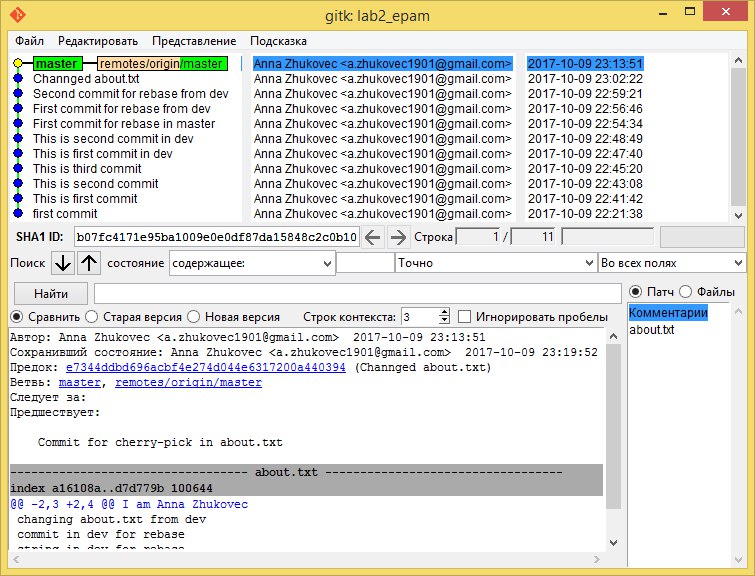 gitk: lab2_epam
Файл Редактировать Представление Подсказка
master remotes/origin/master Anna Zhukovec <a.zhukovec1901@gmail.com> 2017-10-09 23:13:51
Channged about.txt Anna Zhukovec <a.zhukovec1901@gmail.com> 2017-10-09 23:02:22
Second commit for rebase from dev Anna Zhukovec <a.zhukovec1901@gmail.com> 2017-10-09 22:59:21
First commit for rebase from dev Anna Zhukovec <a.zhukovec1901@gmail.com> 2017-10-09 22:56:46
First commit for rebase in master Anna Zhukovec <a.zhukovec1901@gmail.com> 2017-10-09 22:54:34
This is second commit in dev Anna Zhukovec <a.zhukovec1901@gmail.com> 2017-10-09 22:48:49
This is first commit in dev Anna Zhukovec <a.zhukovec1901@gmail.com> 2017-10-09 22:47:40
This is third commit Anna Zhukovec <a.zhukovec1901@gmail.com> 2017-10-09 22:45:20
This is second commit Anna Zhukovec <a.zhukovec1901@gmail.com> 2017-10-09 22:43:08
This is first commit Anna Zhukovec <a.zhukovec1901@gmail.com> 2017-10-09 22:41:42
first commit Anna Zhukovec <a.zhukovec1901@gmail.com> 2017-10-09 22:21:38
SHA1 ID: b07fc4171e95ba1009e0e0df87da15848c2c0b10 Строка 1 / 11
Поиск состояние содержащее: Точно Во всех полях
Найти Патч Файлы
Сравнить Старая версия Новая версия Строк контекста: 3 Игнорировать пробелы
Комментарии
about.txt
Автор: Anna Zhukovec <a.zhukovec1901@gmail.com> 2017-10-09 23:13:51
Сохранивший состояние: Anna Zhukovec <a.zhukovec1901@gmail.com> 2017-10-09 23:19:52
Предок: e7344ddbd696acbf4e274d044e6317200a440394 (Channged about.txt)
Ветвь: master, remotes/origin/master
Следует за:
Предшествует:
Commit for cherry-pick in about.txt
---------------------------------- about.txt ----------------------------------
index a16108a..d7d779b 100644
@@ -2,3 +2,4 @@ I am Anna Zhukovec
changing about.txt from dev
commit in dev for rebase
string in dev for rebase